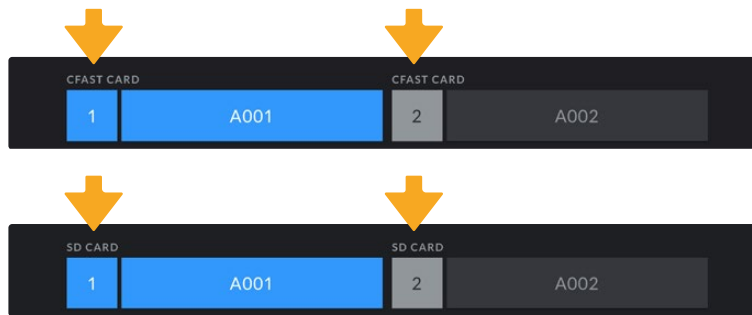 CFAST CARD CFAST CARD
1 A001 2 A002
SD CARD SD CARD
1 A001 2 A002